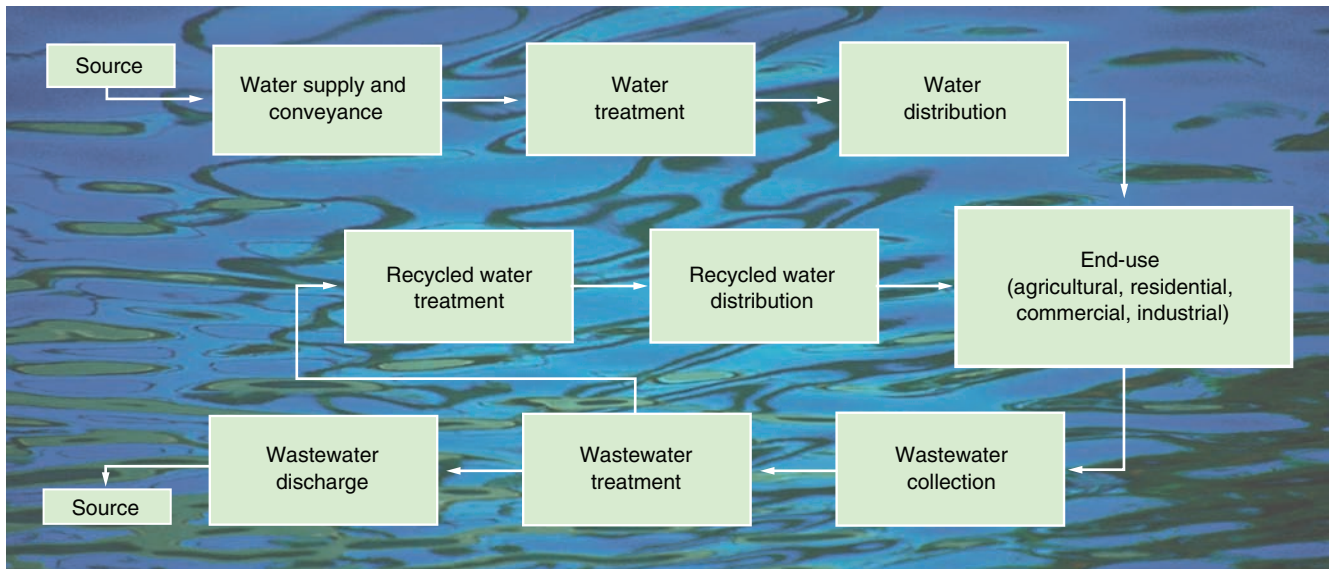 Source
Water supply and
conveyance
Water
treatment
Water
distribution
Recycled water
treatment
Recycled water
distribution
End-use
(agricultural, residential,
commercial, industrial)
Wastewater
discharge
Wastewater
treatment
Wastewater
collection
Source